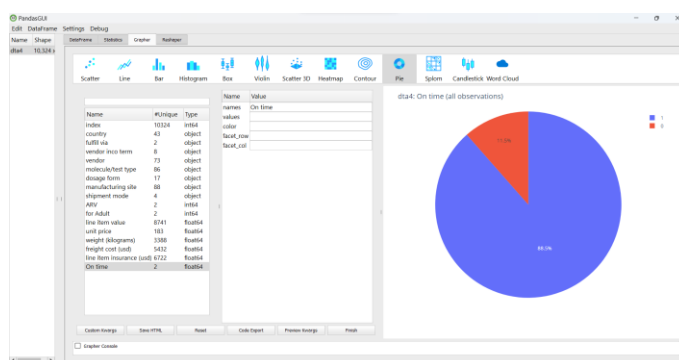 PandasGUI
Edit DataFrame Settings Debug
Name Shape
dta4 10,324 x
DataFrame Statistics Grapher Reshaper
Scatter Line Bar Histogram Box Violin Scatter 3D Heatmap Contour Pie Splom Candlestick Word Cloud
Name #Unique Type
index 10324 int64
country 43 object
fulfill via 2 object
vendor inco term 8 object
vendor 73 object
molecule/test type 86 object
dosage form 17 object
manufacturing site 88 object
shipment mode 4 object
ARV 2 int64
for Adult 2 int64
line item value 8741 float64
unit price 183 float64
weight (kilograms) 3388 float64
freight cost (usd) 5432 float64
line item insurance (usd) 6722 float64
On time 2 float64
Name Value
names On time
values
color
facet_row
facet_col
dta4: On time (all observations)
1
0
11.5%
88.5%
Custom Kwargs Save HTML Reset Code Export Preview Kwargs Finish
Grapher Console